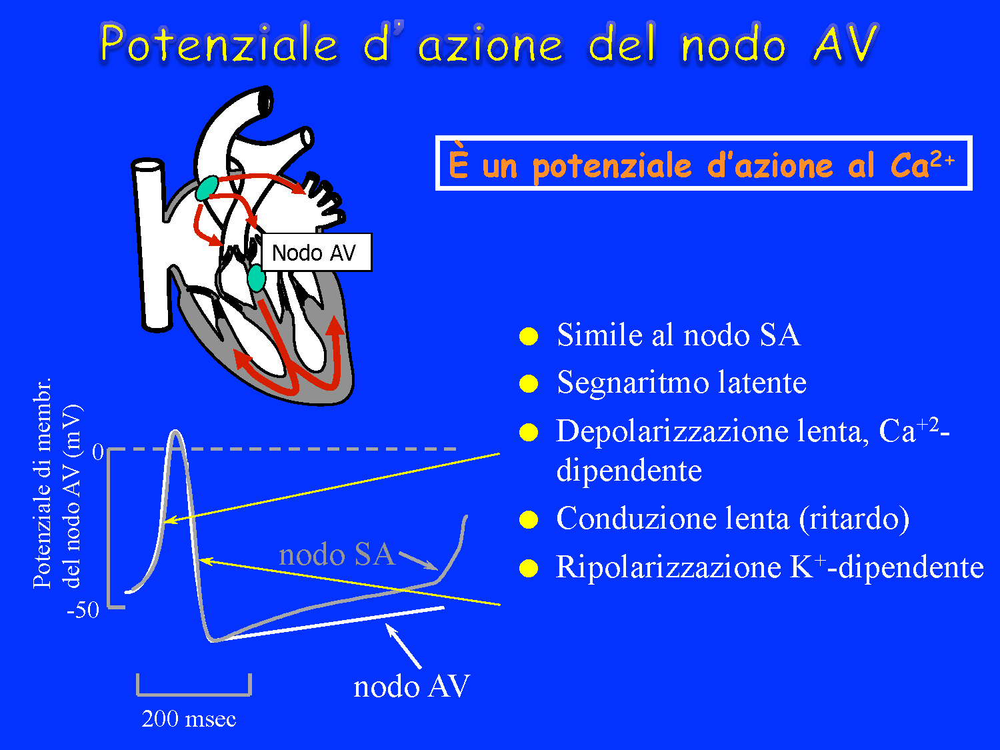 Potenziale d’azione del nodo AV
È un potenziale d’azione al Ca²⁺
Nodo AV
Simile al nodo SA
Segnaritmo latente
Depolarizzazione lenta, Ca⁺²-
dipendente
Conduzione lenta (ritardo)
Ripolarizzazione K⁺-dipendente
Potenziale di membr.
del nodo AV (mV)
0
nodo SA
-50
nodo AV
200 msec